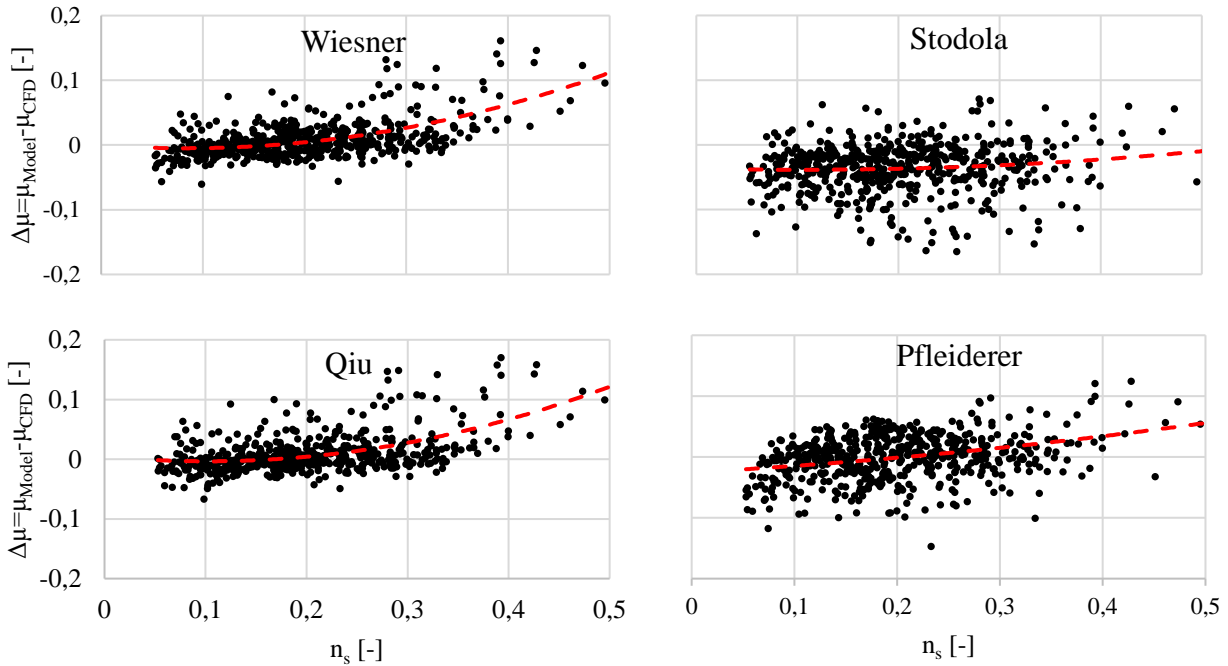 Wiesner
Δμ=μModel-μCFD [-]
0,2
0,1
0
-0,1
-0,2
Stodola
Qiu
Δμ=μModel-μCFD [-]
0,2
0,1
0
-0,1
-0,2
0 0,1 0,2 0,3 0,4 0,5
ns [-]
Pfleiderer
0 0,1 0,2 0,3 0,4 0,5
ns [-]